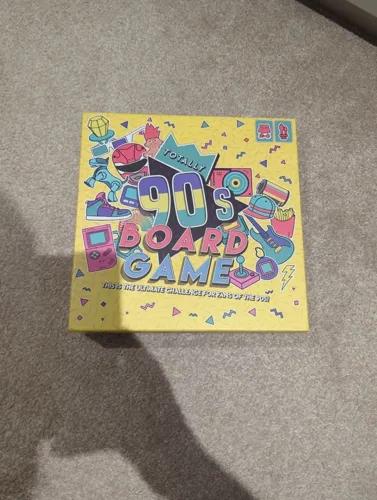 TOTALLY
90s
BOARD
GAME
THIS IS THE ULTIMATE CHALLENGE FOR FANS OF THE 90S!